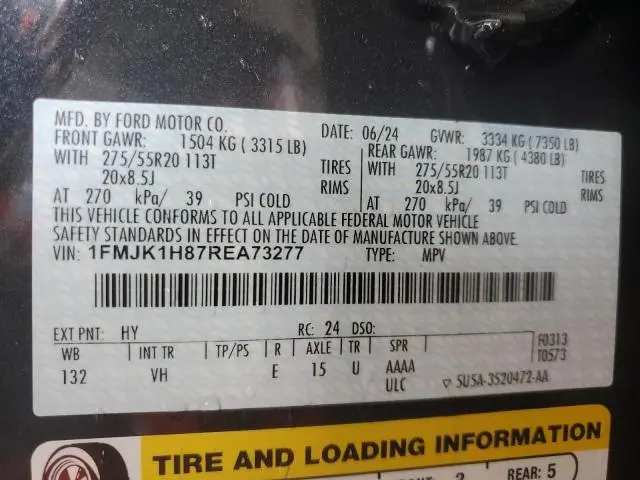 MFD. BY FORD MOTOR CO.
DATE: 06/24 GVWR: 3334 KG ( 7350 LB)
FRONT GAWR: 1504 KG ( 3315 LB)
REAR GAWR: 1987 KG ( 4380 LB)
WITH 275/55R20 113T TIRES
WITH 275/55R20 113T TIRES
20x8.5J RIMS
20x8.5J RIMS
AT 270 kPa/ 39 PSI COLD
AT 270 kPa/ 39 PSI COLD
THIS VEHICLE CONFORMS TO ALL APPLICABLE FEDERAL MOTOR VEHICLE
SAFETY STANDARDS IN EFFECT ON THE DATE OF MANUFACTURE SHOWN ABOVE.
VIN: 1FMJK1H87REA73277 TYPE: MPV
EXT PNT: HY RC: 24 DSO:
F0313
T0573
WB INT TR TP/PS R AXLE TR SPR
132 VH E 15 U AAAA
ULC
5U5A-3520472-AA
TIRE AND LOADING INFORMATION
REAR: 5